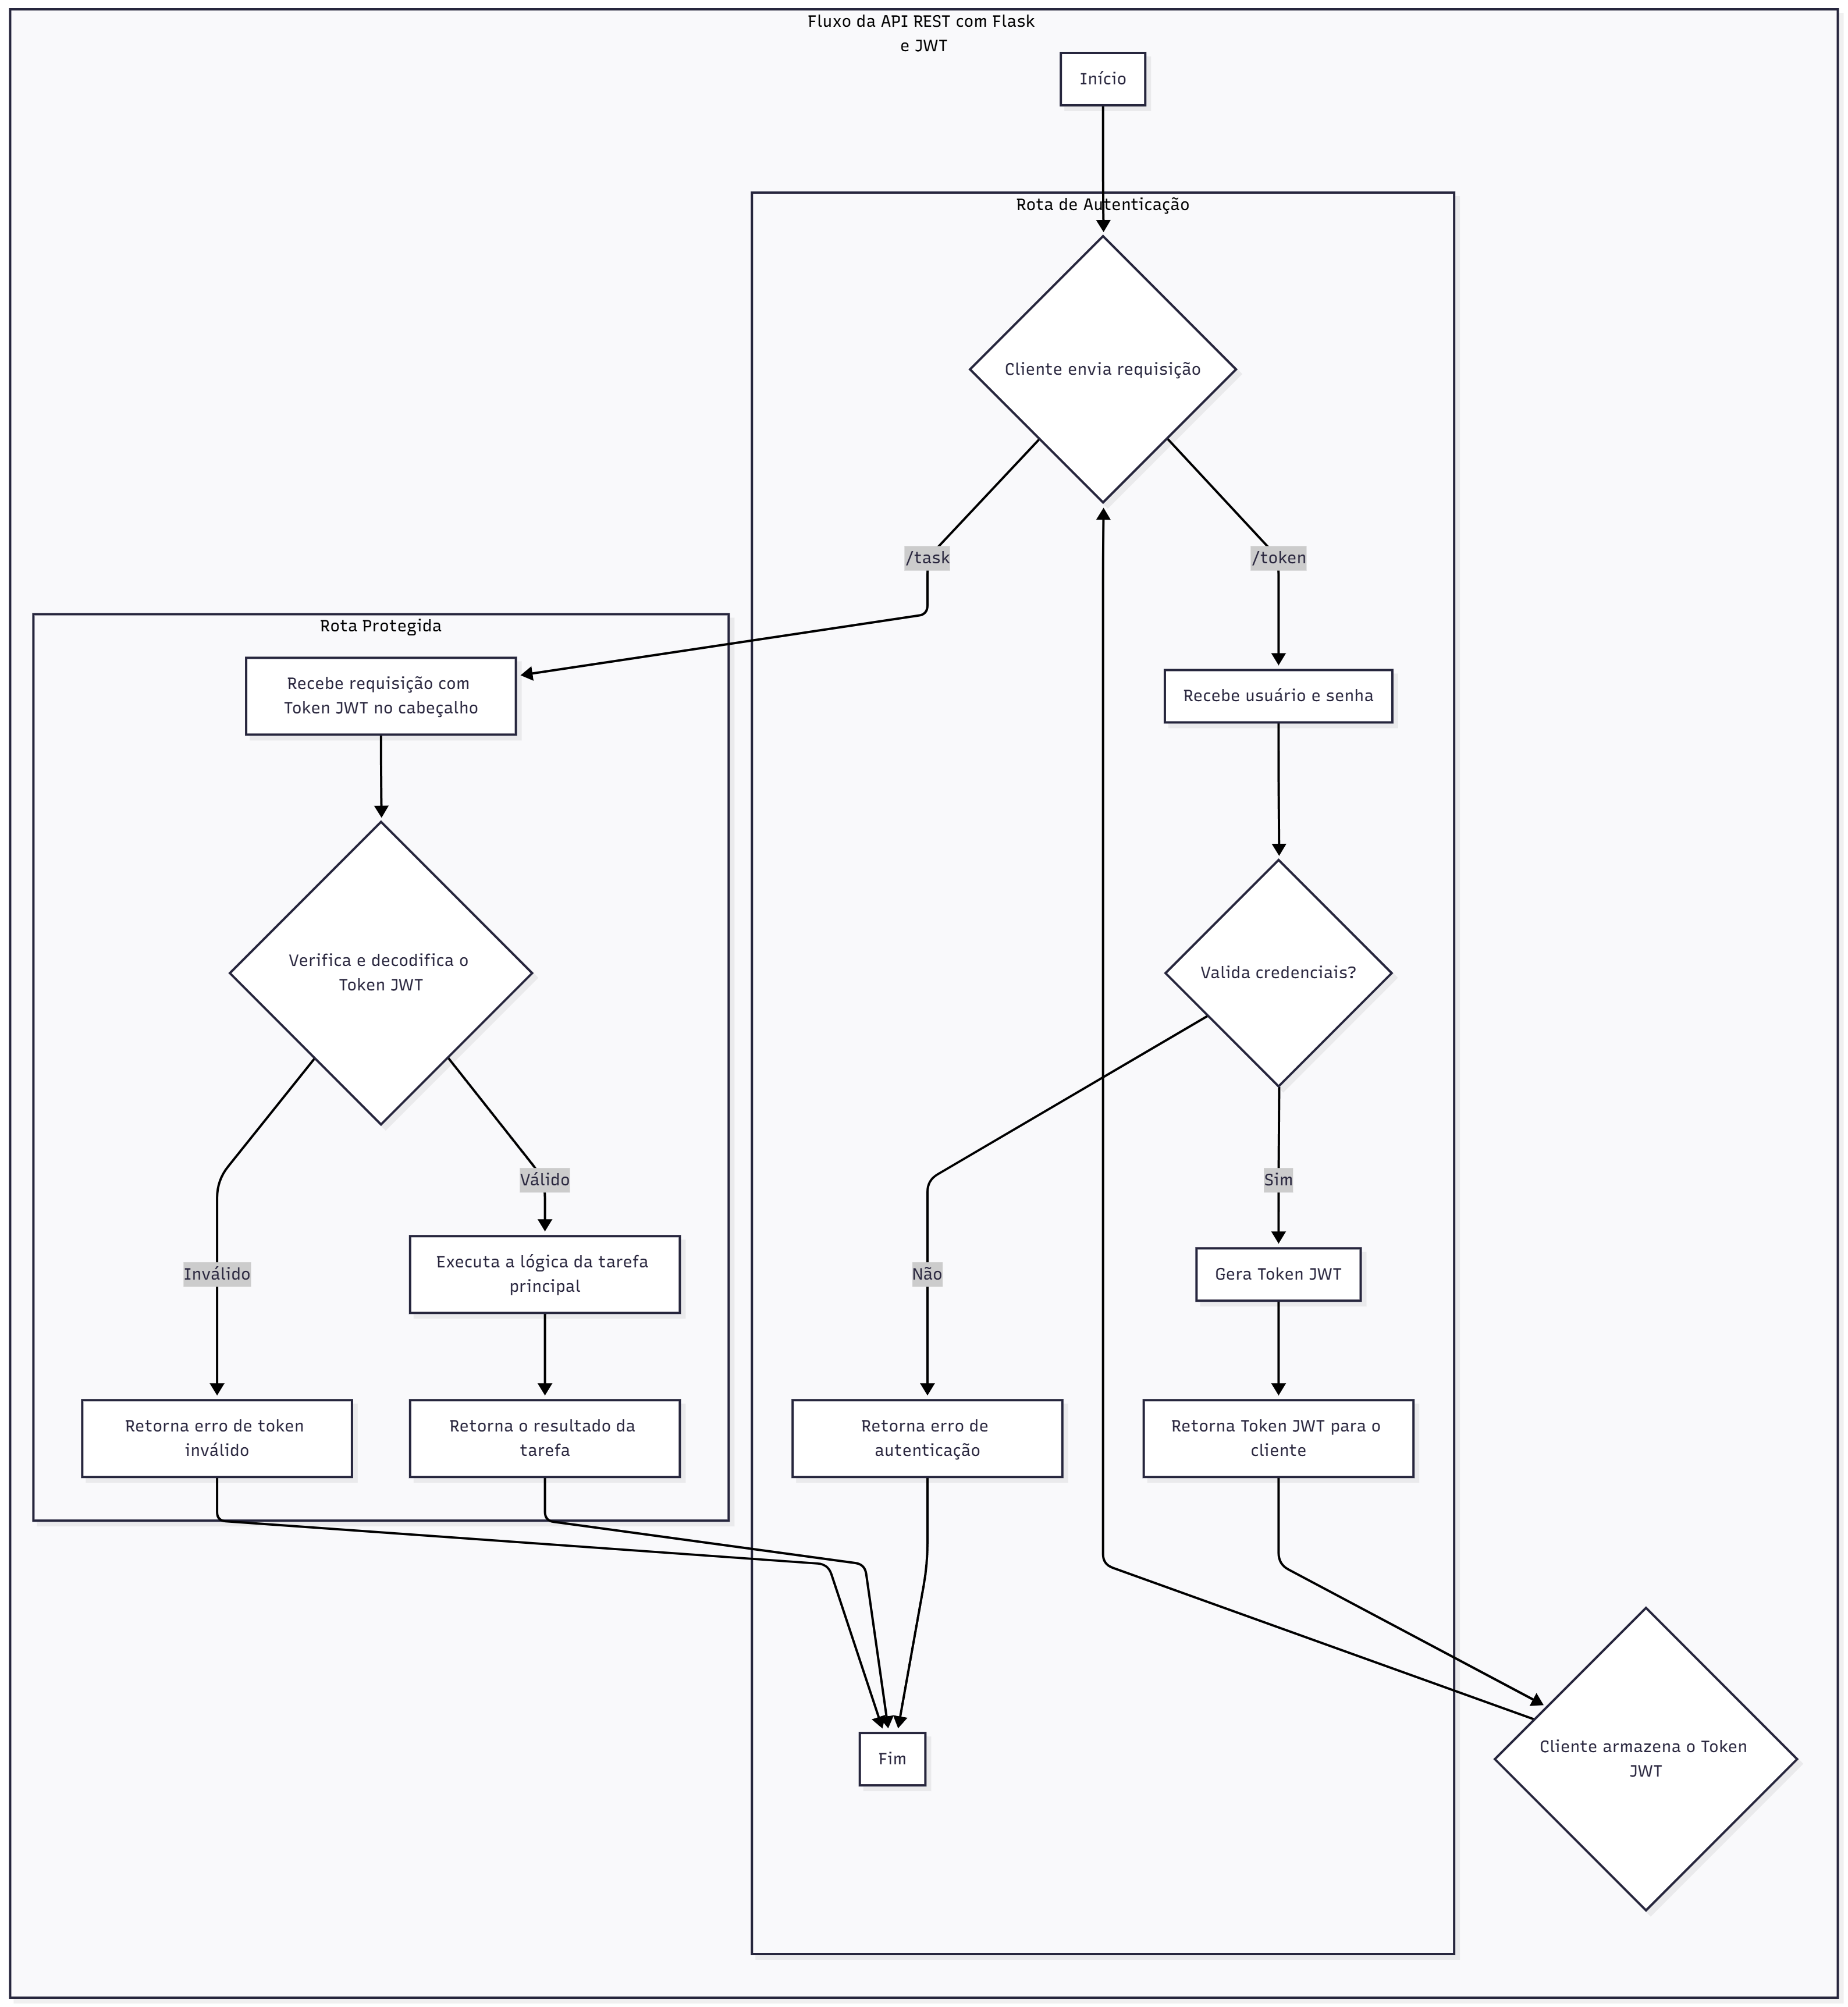 Fluxo da API REST com Flask
e JWT
Início
Rota de Autenticação
Cliente envia requisição
/task
/token
Rota Protegida
Recebe requisição com
Token JWT no cabeçalho
Recebe usuário e senha
Verifica e decodifica o
Token JWT
Valida credenciais?
Válido
Sim
Executa a lógica da tarefa
principal
Inválido
Não
Gera Token JWT
Retorna erro de token
inválido
Retorna o resultado da
tarefa
Retorna erro de
autenticação
Retorna Token JWT para o
cliente
Fim
Cliente armazena o Token
JWT